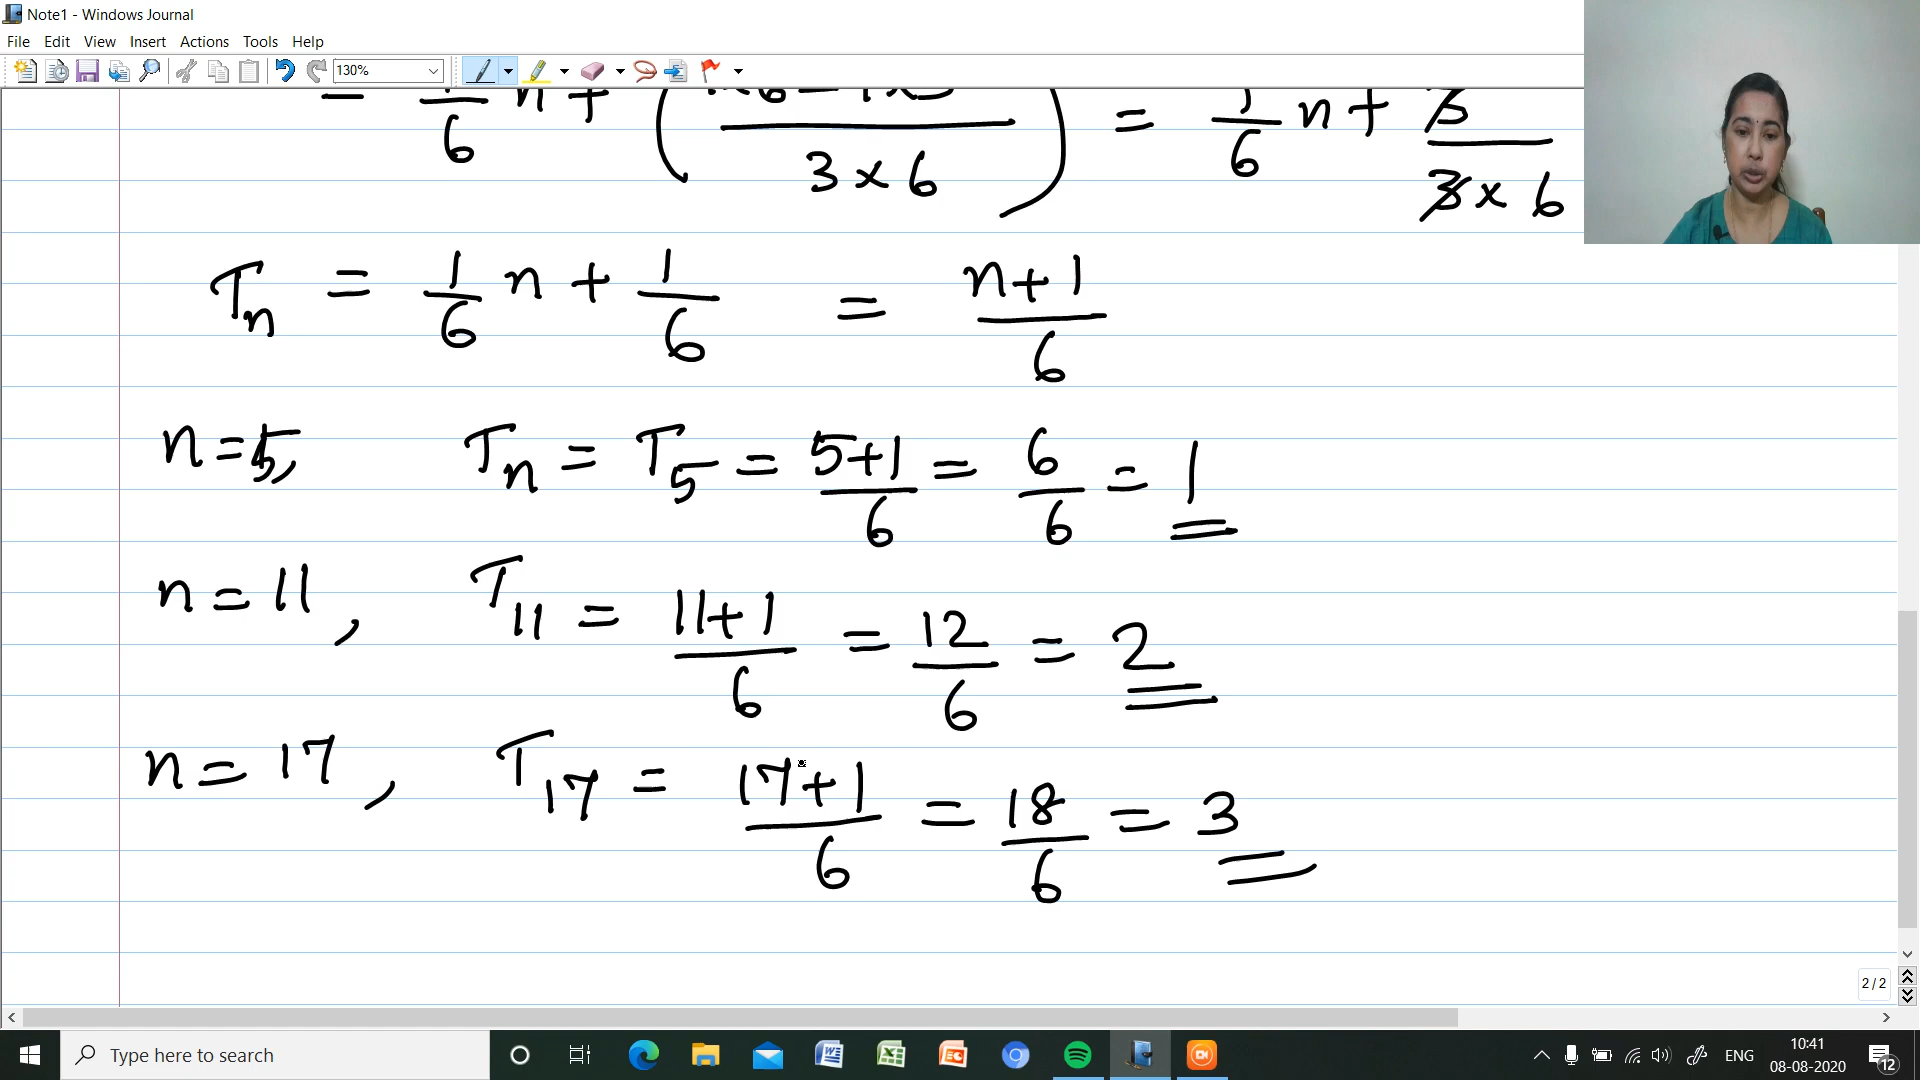 Note1 - Windows Journal
File Edit View Insert Actions Tools Help
130%
= 1/6 n + ( / 3 × 6 ) = 1/6 n + 3/(3 × 6)
Tn = 1/6 n + 1/6 = (n+1)/6
n = 5, Tn = T5 = (5+1)/6 = 6/6 = 1
n = 11, T11 = (11+1)/6 = 12/6 = 2
n = 17, T17 = (17+1)/6 = 18/6 = 3
2 / 2
Type here to search
ENG
10:41
08-08-2020
12